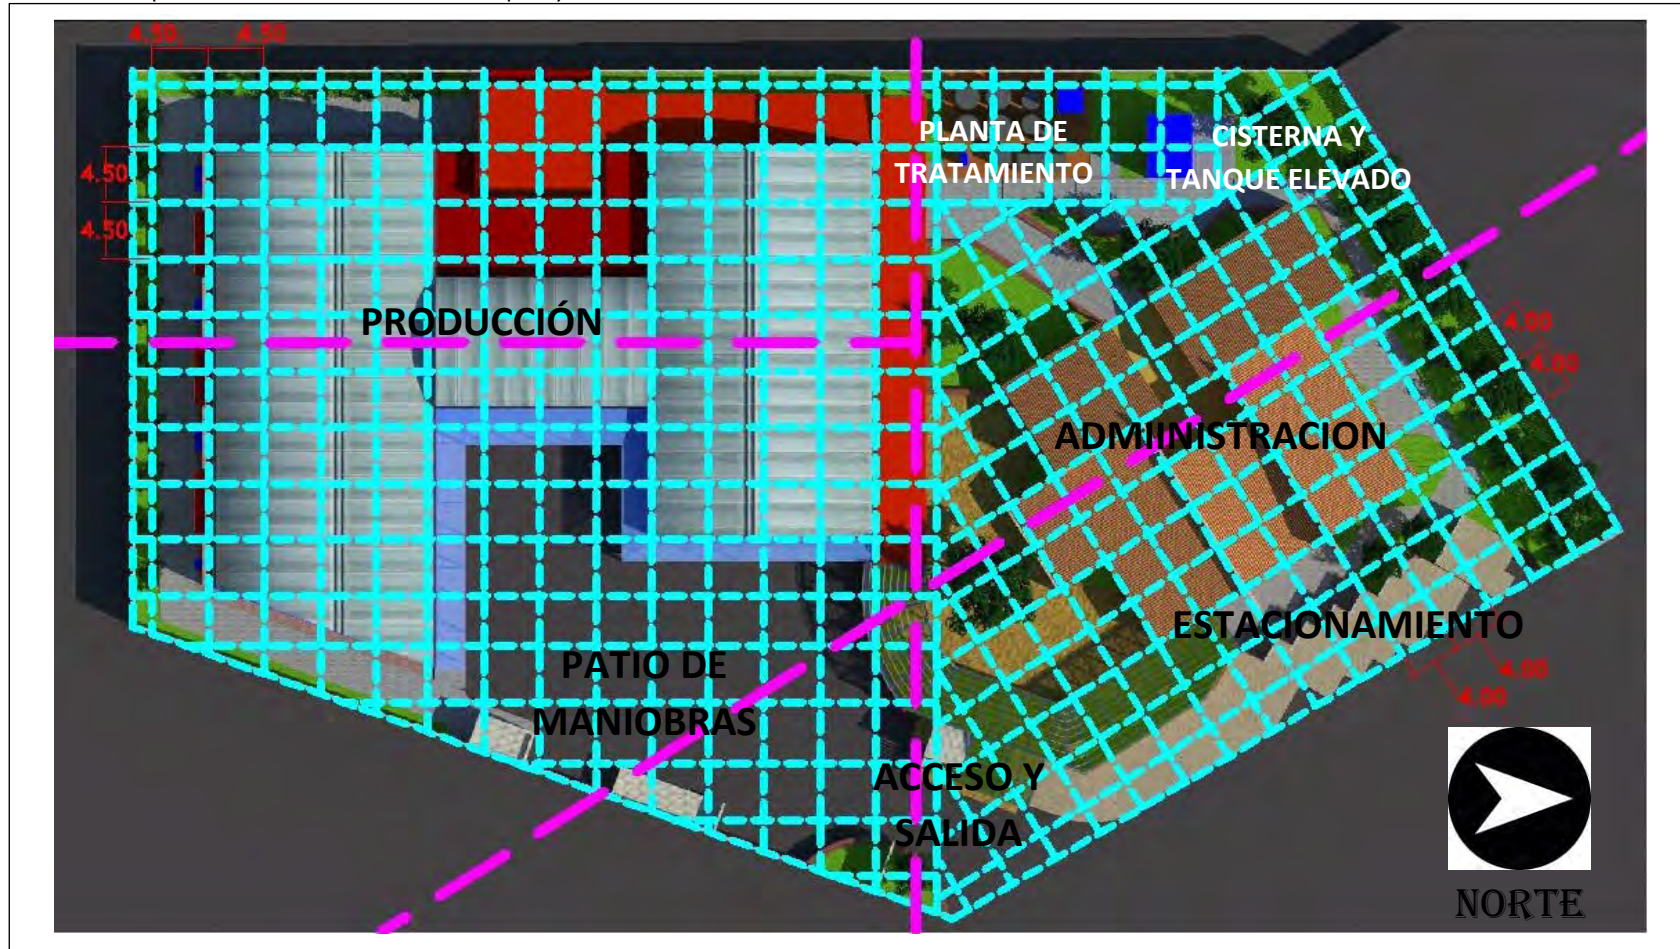 4.50
4.50
PLANTA DE
TRATAMIENTO
CISTERNA Y
TANQUE ELEVADO
4.50
4.50
PRODUCCIÓN
4.00
4.00
ADMIINISTRACION
ESTACIONAMIENTO
4.00
4.00
PATIO DE
MANIOBRAS
ACCESO Y
SALIDA
NORTE